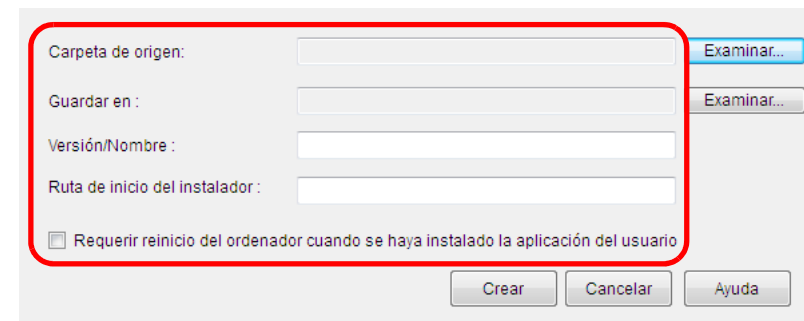 Carpeta de origen: Examinar...
Guardar en : Examinar...
Versión/Nombre :
Ruta de inicio del instalador :
Requerir reinicio del ordenador cuando se haya instalado la aplicación del usuario
Crear Cancelar Ayuda